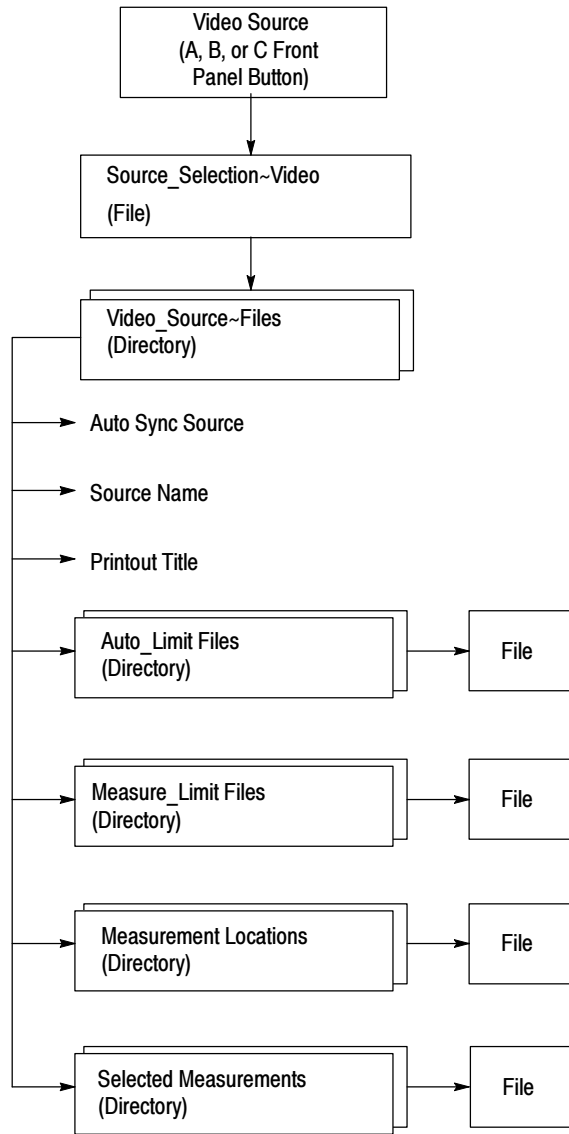 Video Source
(A, B, or C Front
Panel Button)
Source_Selection~Video
(File)
Video_Source~Files
(Directory)
Auto Sync Source
Source Name
Printout Title
Auto_Limit Files
(Directory)
File
Measure_Limit Files
(Directory)
File
Measurement Locations
(Directory)
File
Selected Measurements
(Directory)
File